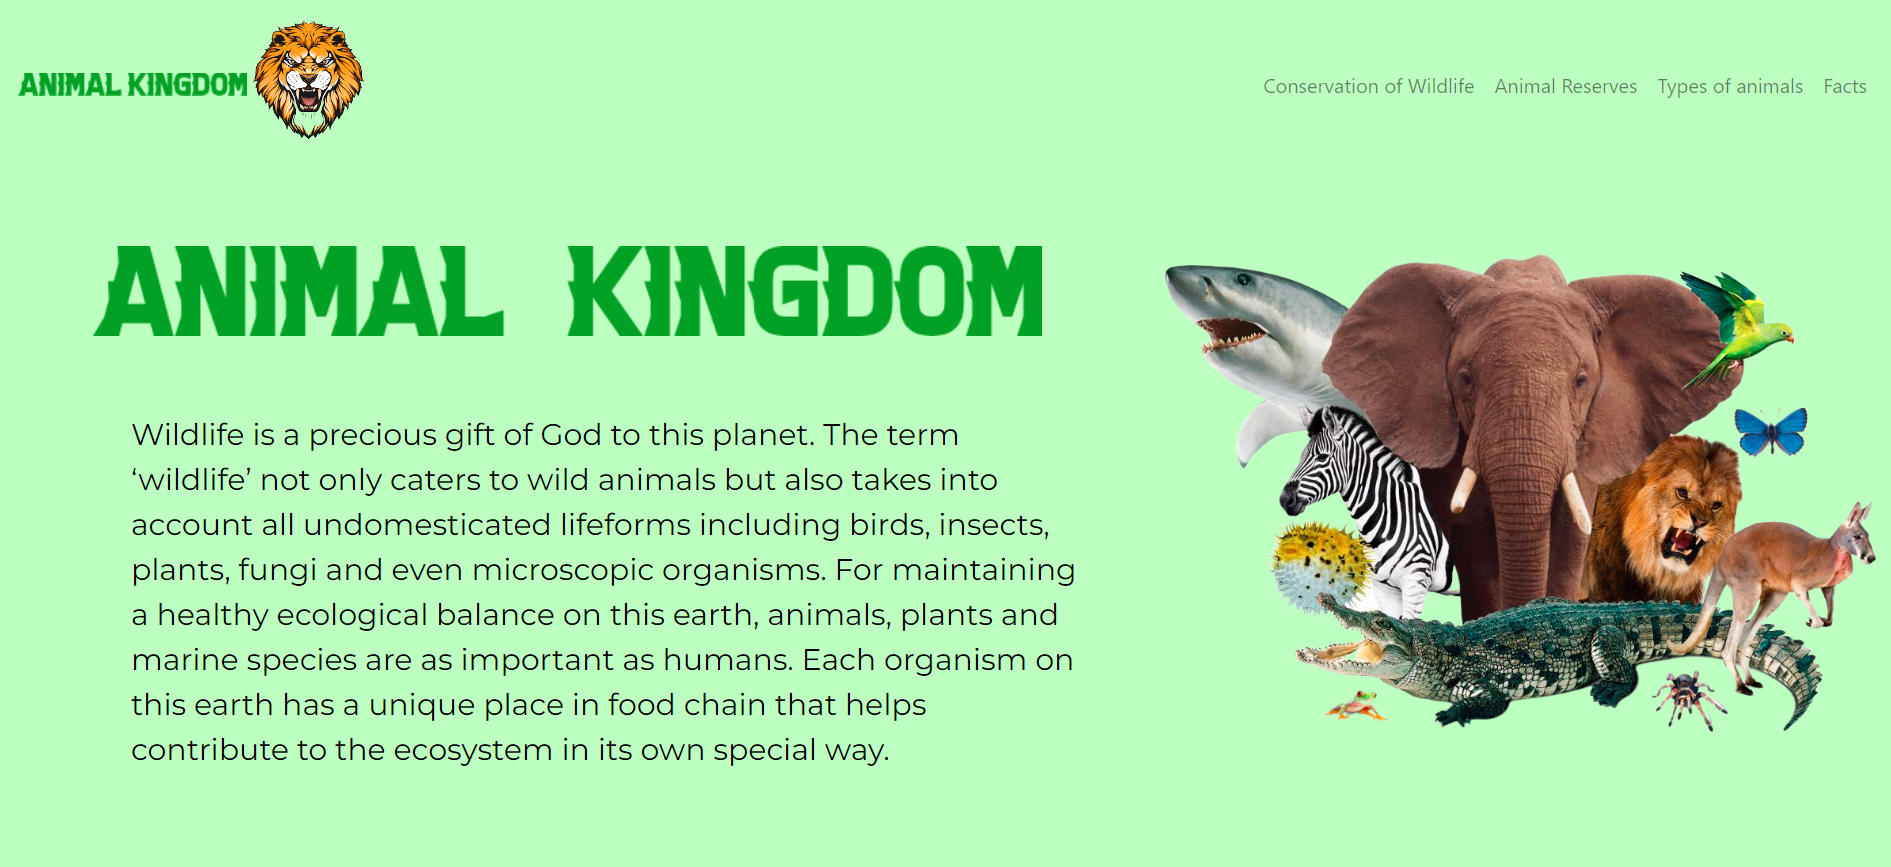 ANIMAL KINGDOM
Conservation of Wildlife Animal Reserves Types of animals Facts
ANIMAL KINGDOM
Wildlife is a precious gift of God to this planet. The term
‘wildlife’ not only caters to wild animals but also takes into
account all undomesticated lifeforms including birds, insects,
plants, fungi and even microscopic organisms. For maintaining
a healthy ecological balance on this earth, animals, plants and
marine species are as important as humans. Each organism on
this earth has a unique place in food chain that helps
contribute to the ecosystem in its own special way.